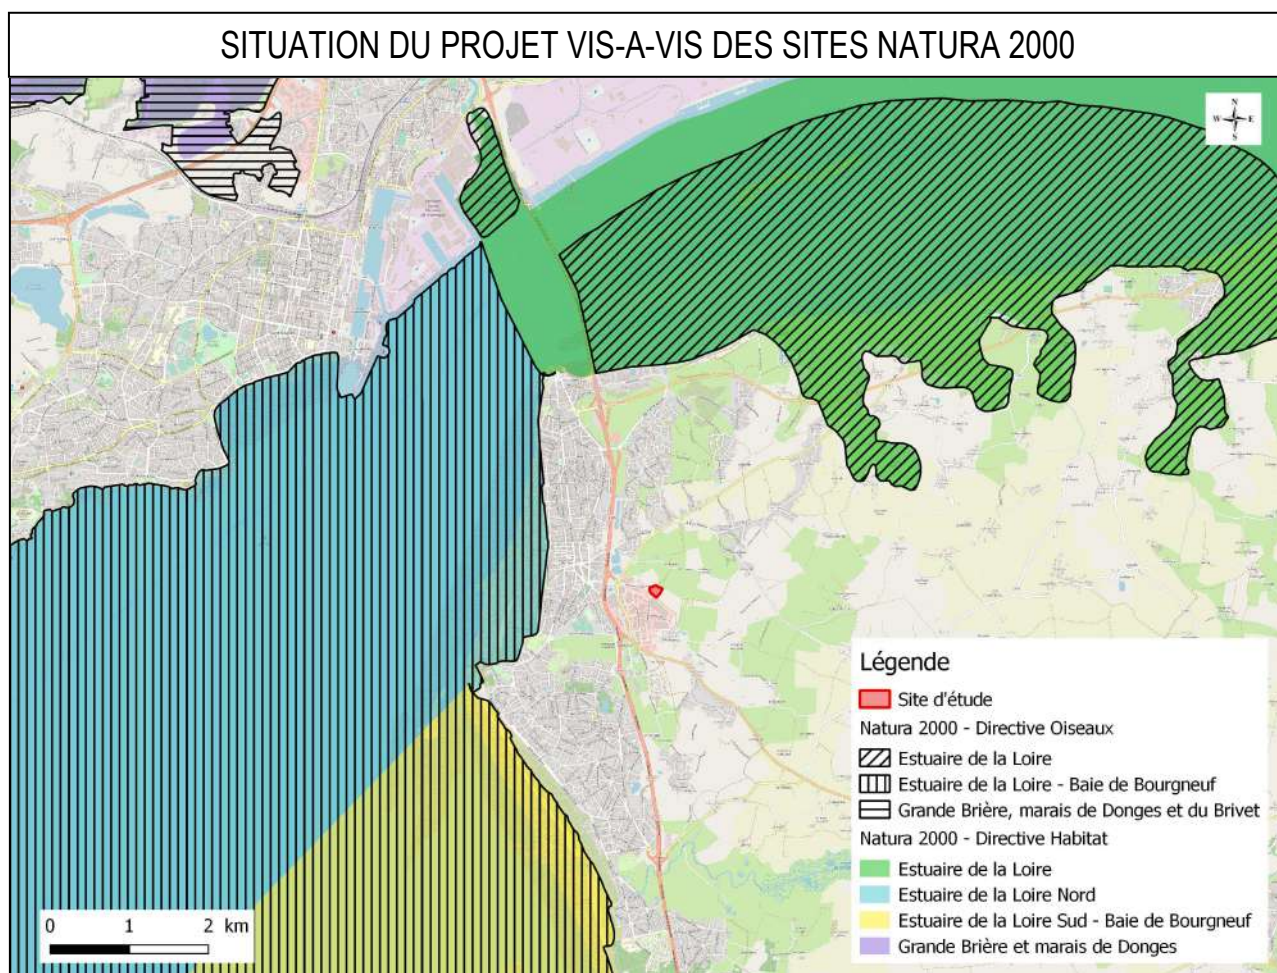 SITUATION DU PROJET VIS-A-VIS DES SITES NATURA 2000
N
W E
S
Légende
Site d'étude
Natura 2000 - Directive Oiseaux
Estuaire de la Loire
Estuaire de la Loire - Baie de Bourgneuf
Grande Brière, marais de Donges et du Brivet
Natura 2000 - Directive Habitat
Estuaire de la Loire
Estuaire de la Loire Nord
Estuaire de la Loire Sud - Baie de Bourgneuf
Grande Brière et marais de Donges
0 1 2 km